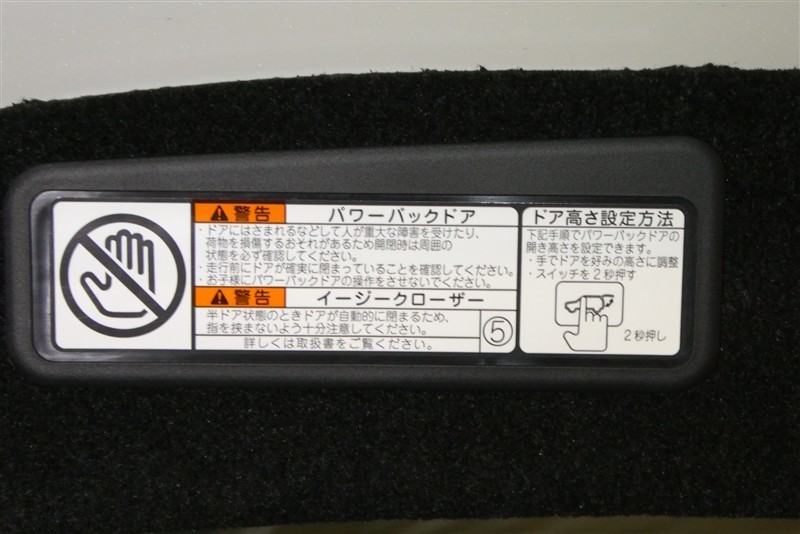 警告 パワーバックドア
・ドアにはさまれるなどして人が重大な障害を受けたり、
荷物を損傷するおそれがあるため開閉時は周囲の
状態を必ず確認してください。
・走行前にドアが確実に閉まっていることを確認してください。
・お子様にパワーバックドアの操作をさせないでください。
警告 イージークローザー
半ドア状態のときドアが自動的に閉まるため、
指を挟まないよう十分注意してください。
詳しくは取扱書をご覧ください。
⑤
ドア高さ設定方法
下記手順でパワーバックドアの
開き高さを設定できます。
・手でドアを好みの高さに調整
・スイッチを2秒押す
2秒押し